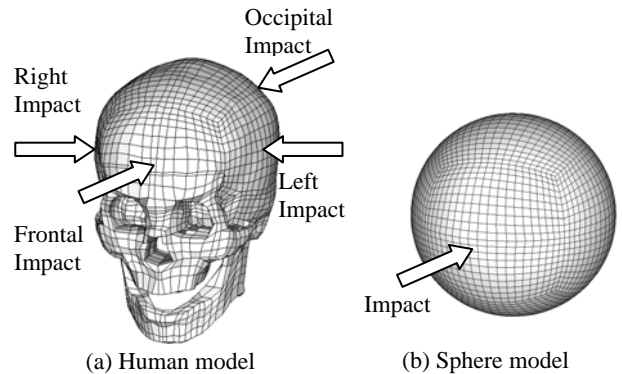 Occipital
Impact
Right
Impact
Left
Impact
Frontal
Impact
Impact
(a) Human model
(b) Sphere model